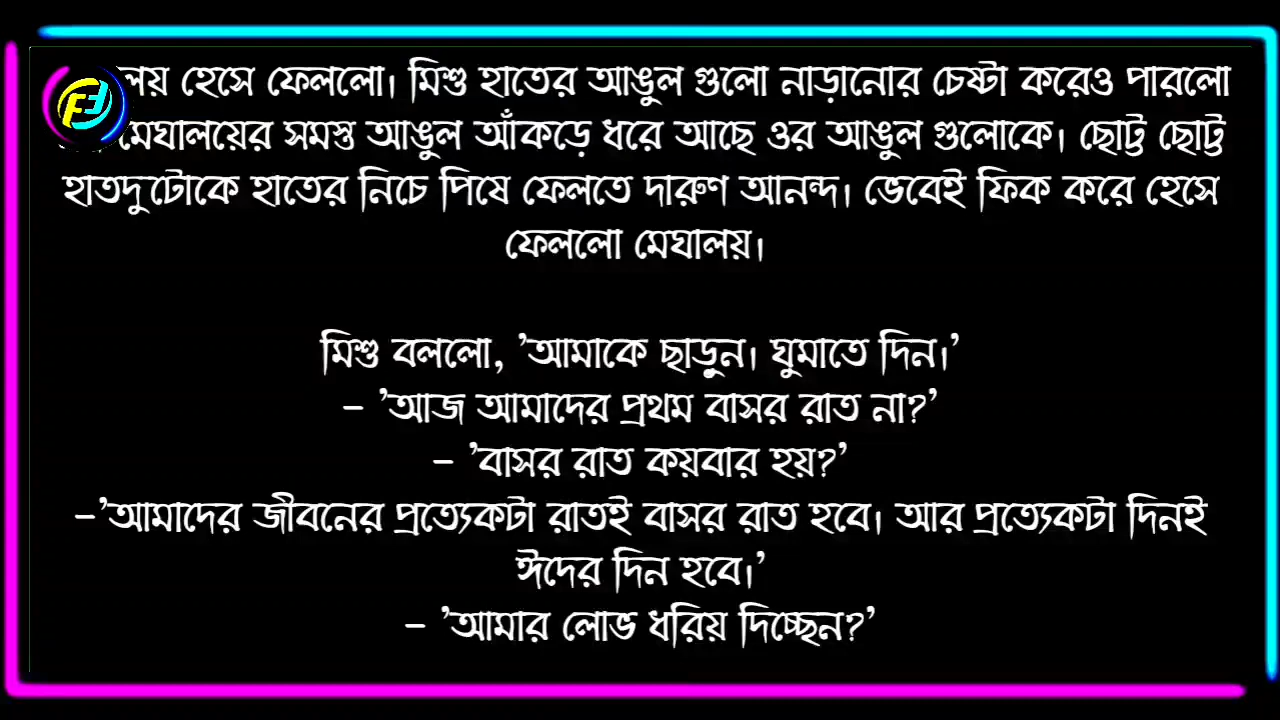 হেসে ফেললো। মিশু হাতের আঙুল গুলো নাড়ানোর চেষ্টা করেও পারলো
মেঘালয়ের সমস্ত আঙুল আঁকড়ে ধরে আছে ওর আঙুল গুলোকে। ছোট্ট ছোট্ট
হাতদু'টোকে হাতের নিচে পিষে ফেলতে দারুণ আনন্দ। ভেবেই ফিক করে হেসে
ফেললো মেঘালয়।
মিশু বললো, 'আমাকে ছাড়ুন। ঘুমাতে দিন।'
– 'আজ আমাদের প্রথম বাসর রাত না?'
– 'বাসর রাত কয়বার হয়?'
–'আমাদের জীবনের প্রত্যেকটা রাতই বাসর রাত হবে। আর প্রত্যেকটা দিনই
ঈদের দিন হবে।'
– 'আমার লোভ ধরিয় দিচ্ছেন?'